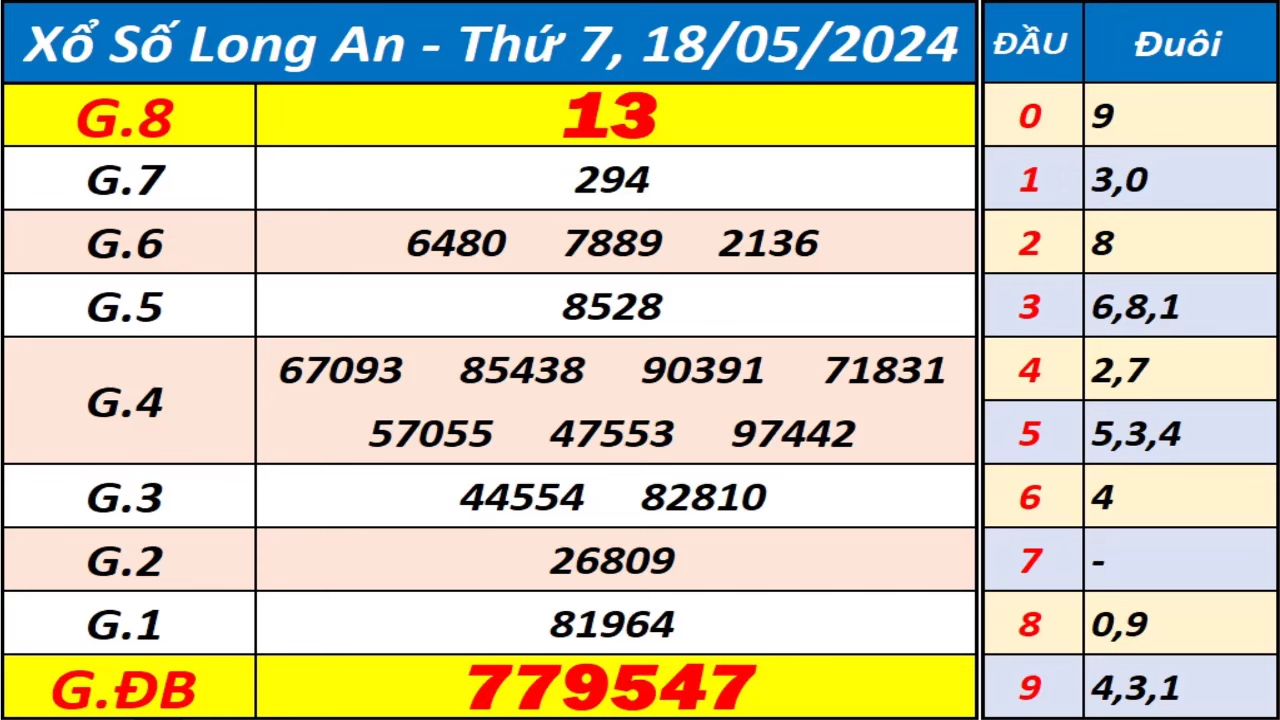 Xổ Số Long An - Thứ 7, 18/05/2024
G.8 13
G.7 294
G.6 6480 7889 2136
G.5 8528
G.4 67093 85438 90391 71831
57055 47553 97442
G.3 44554 82810
G.2 26809
G.1 81964
G.ĐB 779547
ĐẦU Đuôi
0 9
1 3,0
2 8
3 6,8,1
4 2,7
5 5,3,4
6 4
7 -
8 0,9
9 4,3,1